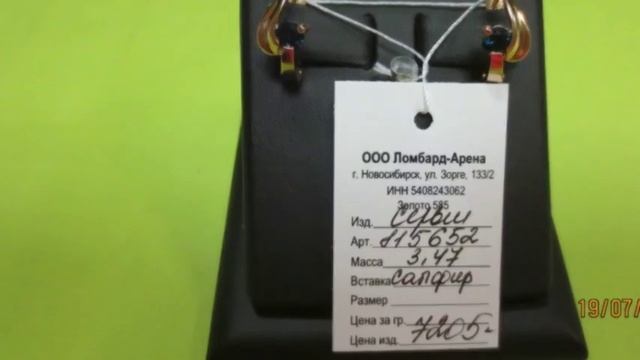 ООО Ломбард-Арена
г. Новосибирск, ул. Зорге, 133/2
ИНН 5408243062
Золото 585
Изд. серьги
Арт. 815652
Масса 3,47
Вставка сапфир
Размер
Цена за гр.
Цена изд. 7205-
19/07/